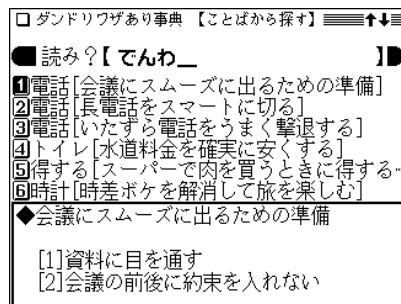 ダンドリワザあり事典 【ことばから探す】
読み?【でんわ_ 】
1電話[会議にスムーズに出るための準備]
2電話[長電話をスマートに切る]
3電話[いたずら電話をうまく撃退する]
4トイレ[水道料金を確実に安くする]
5得する[スーパーで肉を買うときに得する…
6時計[時差ボケを解消して旅を楽しむ]
◆会議にスムーズに出るための準備
[1]資料に目を通す
[2]会議の前後に約束を入れない